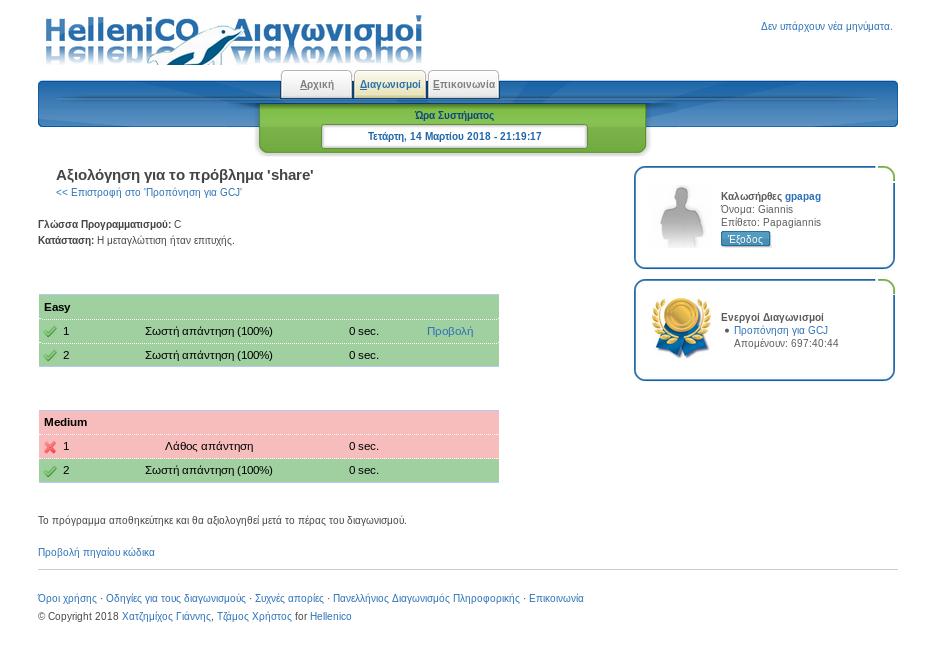 HelleniCO Διαγωνισμοί
Δεν υπάρχουν νέα μηνύματα.
Αρχική Διαγωνισμοί Επικοινωνία
Ώρα Συστήματος
Τετάρτη, 14 Μαρτίου 2018 - 21:19:17
Αξιολόγηση για το πρόβλημα 'share'
<< Επιστροφή στο 'Προπόνηση για GCJ'
Γλώσσα Προγραμματισμού: C
Κατάσταση: Η μεταγλώττιση ήταν επιτυχής.
Easy
1 Σωστή απάντηση (100%) 0 sec. Προβολή
2 Σωστή απάντηση (100%) 0 sec.
Medium
1 Λάθος απάντηση 0 sec.
2 Σωστή απάντηση (100%) 0 sec.
Το πρόγραμμα αποθηκεύτηκε και θα αξιολογηθεί μετά το πέρας του διαγωνισμού.
Προβολή πηγαίου κώδικα
Καλωσήρθες gpapag
Όνομα: Giannis
Επίθετο: Papagiannis
Έξοδος
Ενεργοί Διαγωνισμοί
• Προπόνηση για GCJ
Απομένουν: 697:40:44
Όροι χρήσης · Οδηγίες για τους διαγωνισμούς · Συχνές απορίες · Πανελλήνιος Διαγωνισμός Πληροφορικής · Επικοινωνία
© Copyright 2018 Χατζημίχος Γιάννης, Τζάμος Χρήστος for Hellenico